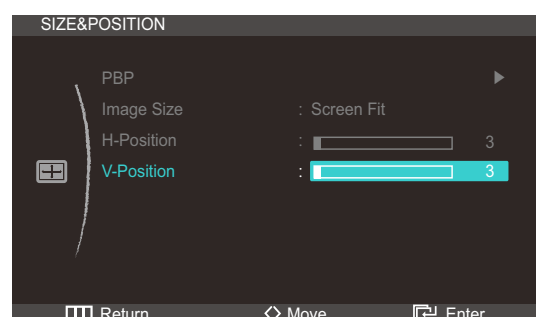 SIZE&POSITION
PBP
Image Size : Screen Fit
H-Position : 3
V-Position : 3
Return Move Enter